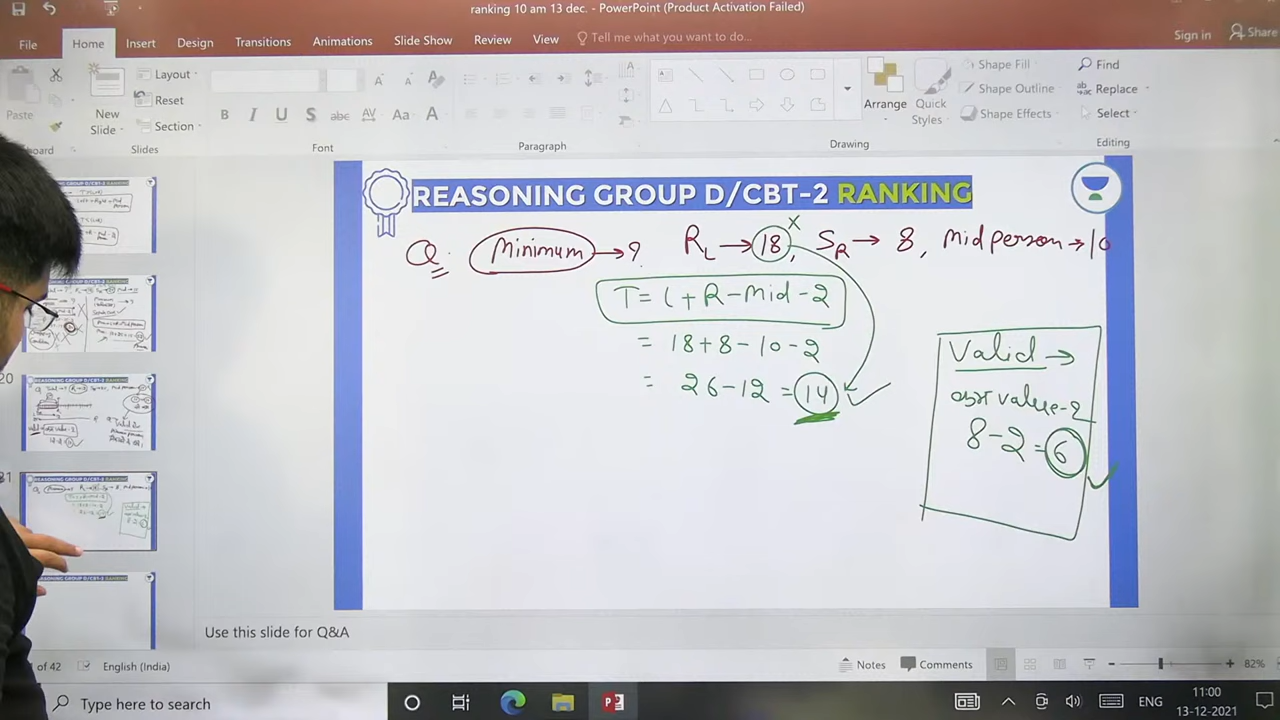 ranking 10 am 13 dec. - PowerPoint (Product Activation Failed)
File Home Insert Design Transitions Animations Slide Show Review View Tell me what you want to do... Sign in Share
Paste
New Slide
Layout
Reset
Section
Slides
B I U S abc AV Aa A
Font
Paragraph
Arrange
Quick Styles
Shape Fill
Shape Outline
Shape Effects
Drawing
Find
Replace
Select
Editing
REASONING GROUP D/CBT-2 RANKING
Q. Minimum → ? R_L → 18, S_R → 8, Mid person → 10
T = L + R - Mid - 2
= 18+8-10-2
= 26-12 = 14
Valid →
value-2
8-2=6
20
Use this slide for Q&A
of 42 English (India) Notes Comments 82%
Type here to search
ENG
11:00
13-12-2021